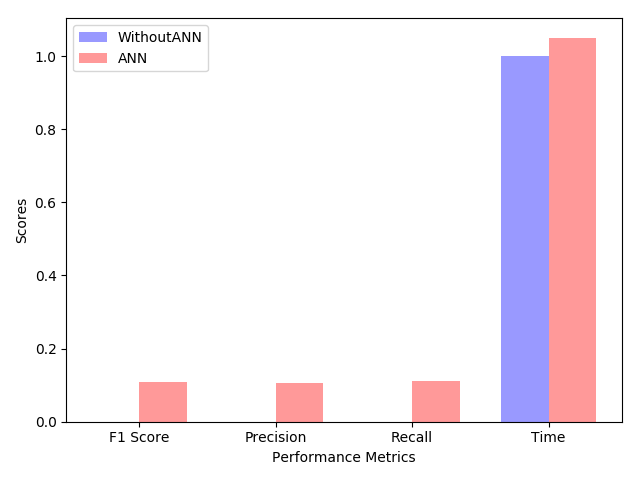 WithoutANN
ANN
1.0
0.8
0.6
0.4
0.2
0.0
Scores
F1 Score Precision Recall Time
Performance Metrics